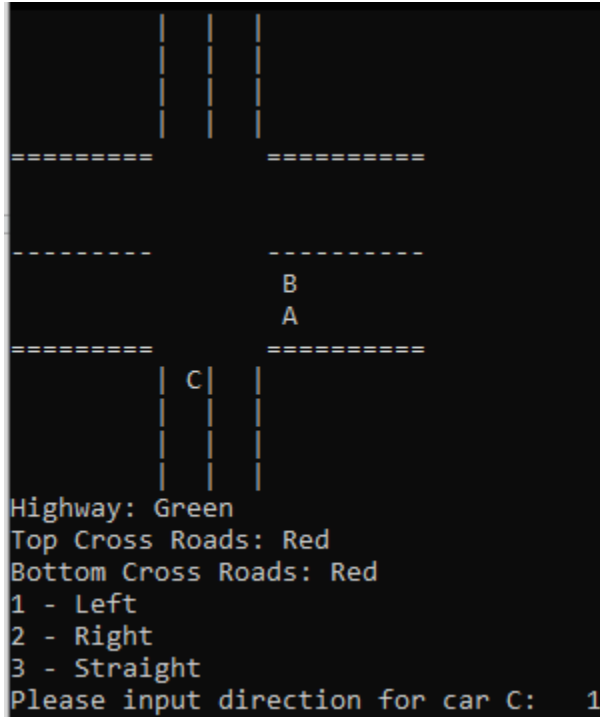 |  |  |
|  |  |
|  |  |
|  |  |
=========       ==========
---------       ----------
B
A
=========       ==========
| C|  |
|  |  |
|  |  |
|  |  |
Highway: Green
Top Cross Roads: Red
Bottom Cross Roads: Red
1 - Left
2 - Right
3 - Straight
Please input direction for car C:   1